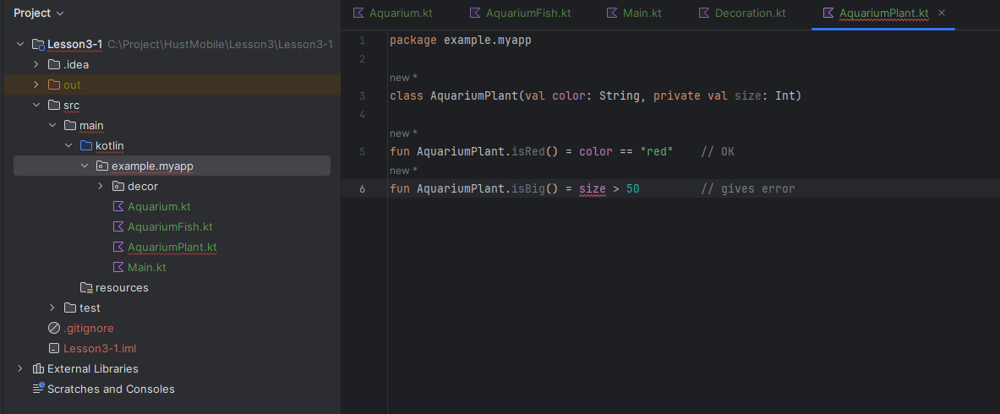 Project
Lesson3-1 C:\Project\HustMobile\Lesson3\Lesson3-1
.idea
out
src
main
kotlin
example.myapp
decor
Aquarium.kt
AquariumFish.kt
AquariumPlant.kt
Main.kt
resources
test
.gitignore
Lesson3-1.iml
External Libraries
Scratches and Consoles
Aquarium.kt AquariumFish.kt Main.kt Decoration.kt AquariumPlant.kt
1 package example.myapp
2
new *
3 class AquariumPlant(val color: String, private val size: Int)
4
new *
5 fun AquariumPlant.isRed() = color == "red" // OK
new *
6 fun AquariumPlant.isBig() = size > 50 // gives error